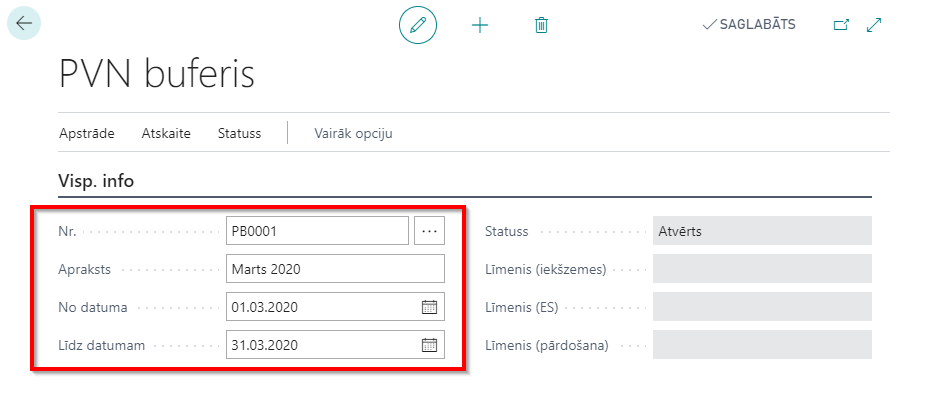 SAGLABĀTS
PVN buferis
Apstrāde Atskaite Statuss Vairāk opciju
Visp. info
Nr. PB0001 ...
Apraksts Marts 2020
No datuma 01.03.2020
Līdz datumam 31.03.2020
Statuss Atvērts
Līmenis (iekšzemes)
Līmenis (ES)
Līmenis (pārdošana)